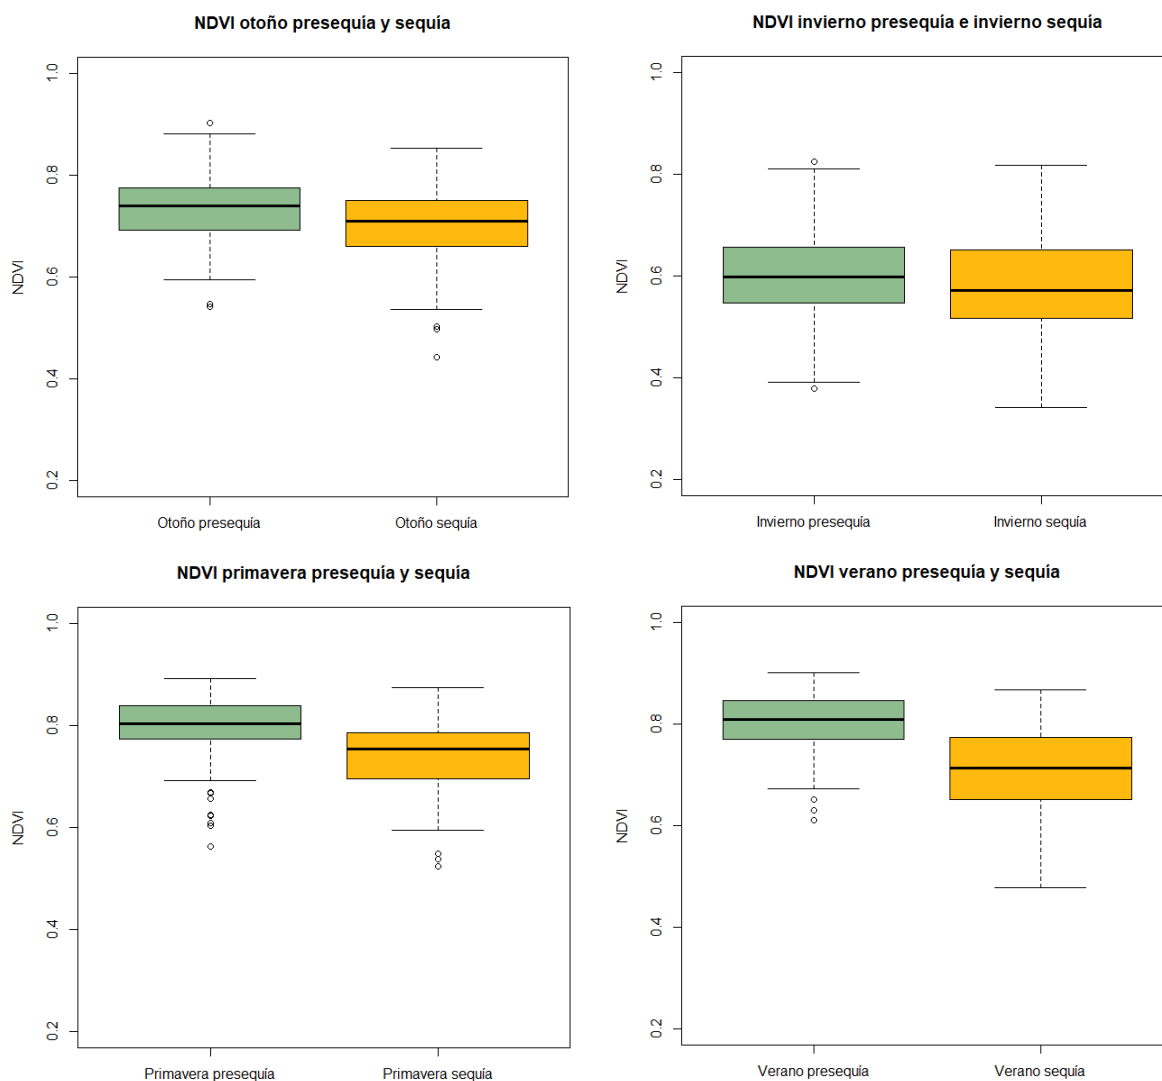 NDVI otoño presequía y sequía
1.0
0.8
0.6
0.4
0.2
NDVI
Otoño presequía
Otoño sequía
NDVI invierno presequía e invierno sequía
1.0
0.8
0.6
0.4
0.2
NDVI
Invierno presequía
Invierno sequía
NDVI primavera presequía y sequía
1.0
0.8
0.6
0.4
0.2
NDVI
Primavera presequía
Primavera sequía
NDVI verano presequía y sequía
1.0
0.8
0.6
0.4
0.2
NDVI
Verano presequía
Verano sequía